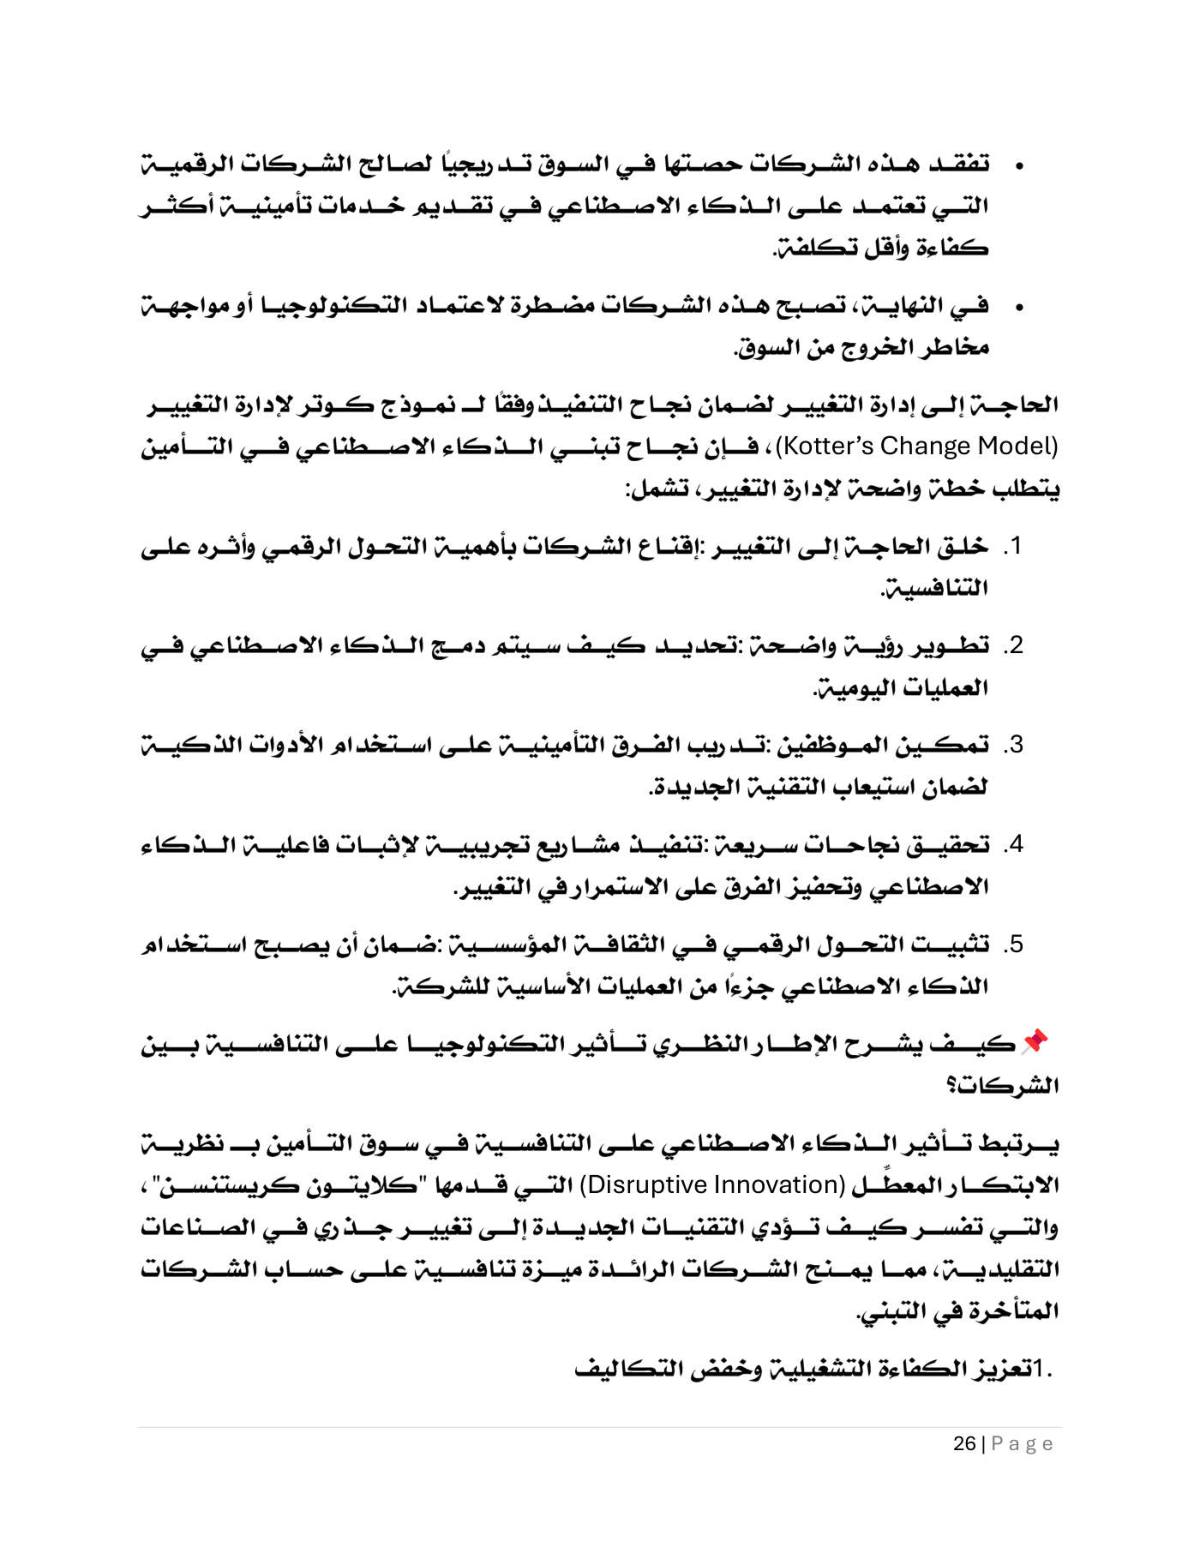 • تفقد هذه الشركات حصتها في السوق تدريجيًا لصالح الشركات الرقمية
التي تعتمد على الذكاء الاصطناعي في تقديم خدمات تأمينية أكثر
كفاءة وأقل تكلفة.
• في النهاية، تصبح هذه الشركات مضطرة لاعتماد التكنولوجيا أو مواجهة
مخاطر الخروج من السوق.
الحاجة إلى إدارة التغيير لضمان نجاح التنفيذ وفقًا لـ نموذج كوتر لإدارة التغيير
(Kotter’s Change Model)، فإن نجاح تبني الذكاء الاصطناعي في التأمين
يتطلب خطة واضحة لإدارة التغيير، تشمل:
1. خلق الحاجة إلى التغيير :إقناع الشركات بأهمية التحول الرقمي وأثره على
التنافسية.
2. تطوير رؤية واضحة :تحديد كيف سيتم دمج الذكاء الاصطناعي في
العمليات اليومية.
3. تمكين الموظفين :تدريب الفرق التأمينية على استخدام الأدوات الذكية
لضمان استيعاب التقنية الجديدة.
4. تحقيق نجاحات سريعة :تنفيذ مشاريع تجريبية لإثبات فاعلية الذكاء
الاصطناعي وتحفيز الفرق على الاستمرار في التغيير.
5. تثبيت التحول الرقمي في الثقافة المؤسسية :ضمان أن يصبح استخدام
الذكاء الاصطناعي جزءًا من العمليات الأساسية للشركة.
📌 كيف يشرح الإطار النظري تأثير التكنولوجيا على التنافسية بين
الشركات؟
يرتبط تأثير الذكاء الاصطناعي على التنافسية في سوق التأمين بـ نظرية
الابتكار المعطِّل (Disruptive Innovation) التي قدمها "كلايتون كريستنسن"،
والتي تفسر كيف تؤدي التقنيات الجديدة إلى تغيير جذري في الصناعات
التقليدية، مما يمنح الشركات الرائدة ميزة تنافسية على حساب الشركات
المتأخرة في التبني.
.1تعزيز الكفاءة التشغيلية وخفض التكاليف
26 | Page